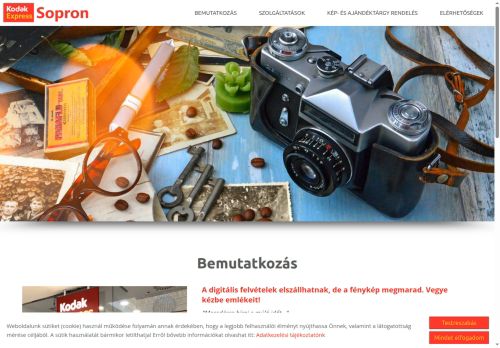 Kodak
Express
Sopron
BEMUTATKOZÁS
SZOLGÁLTATÁSOK
KÉP- ÉS AJÁNDÉKTÁRGY RENDELÉS
ELÉRHETŐSÉGEK
Bemutatkozás
A digitális felvételek elszállhatnak, de a fénykép megmarad. Vegye
kézbe emlékeit!
Kodak
Weboldalunk sütiket (cookie) használ működése folyamán annak érdekében, hogy a legjobb felhasználói élményt nyújthassa Önnek, valamint a látogatottság
mérése céljából. A sütik használatát bármikor letilthatja! Erről bővebb információkat olvashat itt: Adatkezelési tájékoztatónk
Testreszabás
Mindet elfogadom